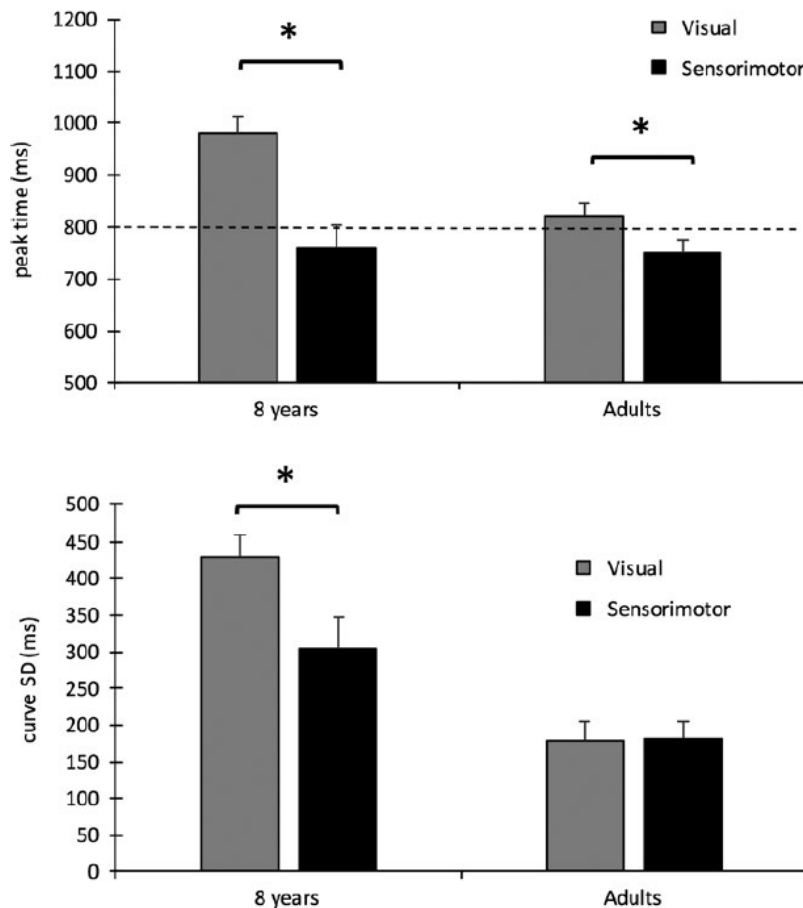 1200
1100
1000
900
800
700
600
500
peak time (ms)
*
*
Visual
Sensorimotor
8 years
Adults
500
450
400
350
300
250
200
150
100
50
0
curve SD (ms)
*
Visual
Sensorimotor
8 years
Adults